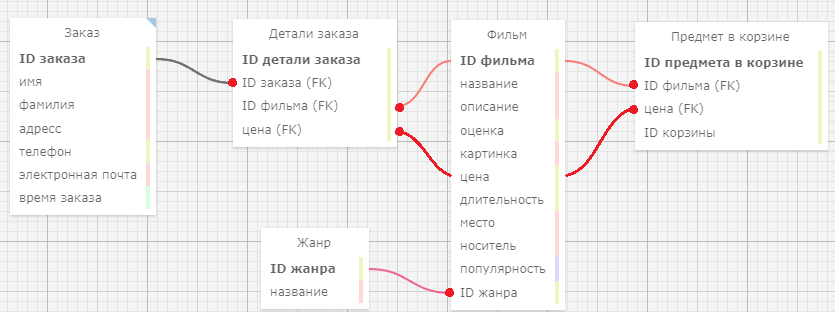 Заказ
ID заказа
имя
фамилия
адресс
телефон
электронная почта
время заказа
Детали заказа
ID детали заказа
ID заказа (FK)
ID фильма (FK)
цена (FK)
Фильм
ID фильма
название
описание
оценка
картинка
цена
длительность
место
носитель
популярность
ID жанра
Предмет в корзине
ID предмета в корзине
ID фильма (FK)
цена (FK)
ID корзины
Жанр
ID жанра
название